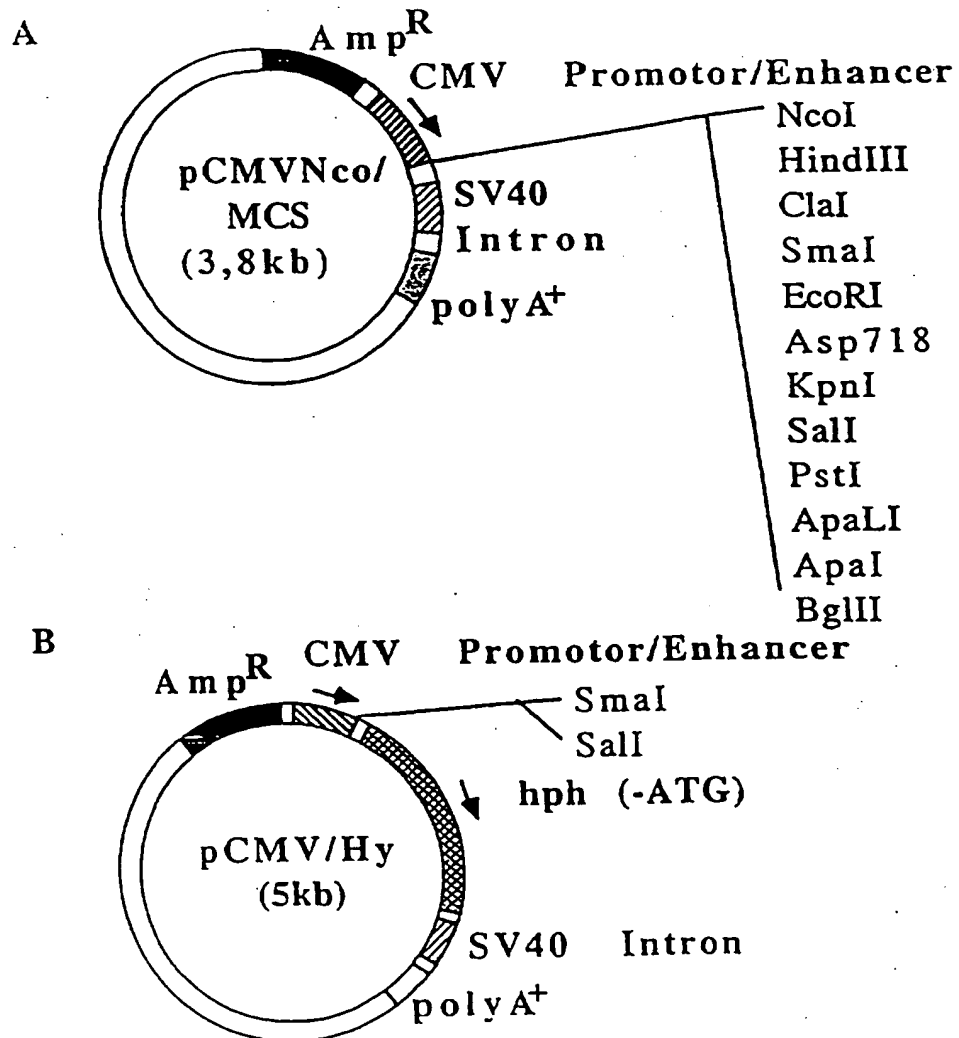 A
AmpR
CMV Promotor/Enhancer
NcoI
HindIII
ClaI
SmaI
EcoRI
Asp718
KpnI
SalI
PstI
ApaLI
ApaI
BglII
pCMVNco/
MCS
(3,8kb)
SV40
Intron
polyA+
B
AmpR
CMV Promotor/Enhancer
SmaI
SalI
hph (-ATG)
pCMV/Hy
(5kb)
SV40 Intron
polyA+